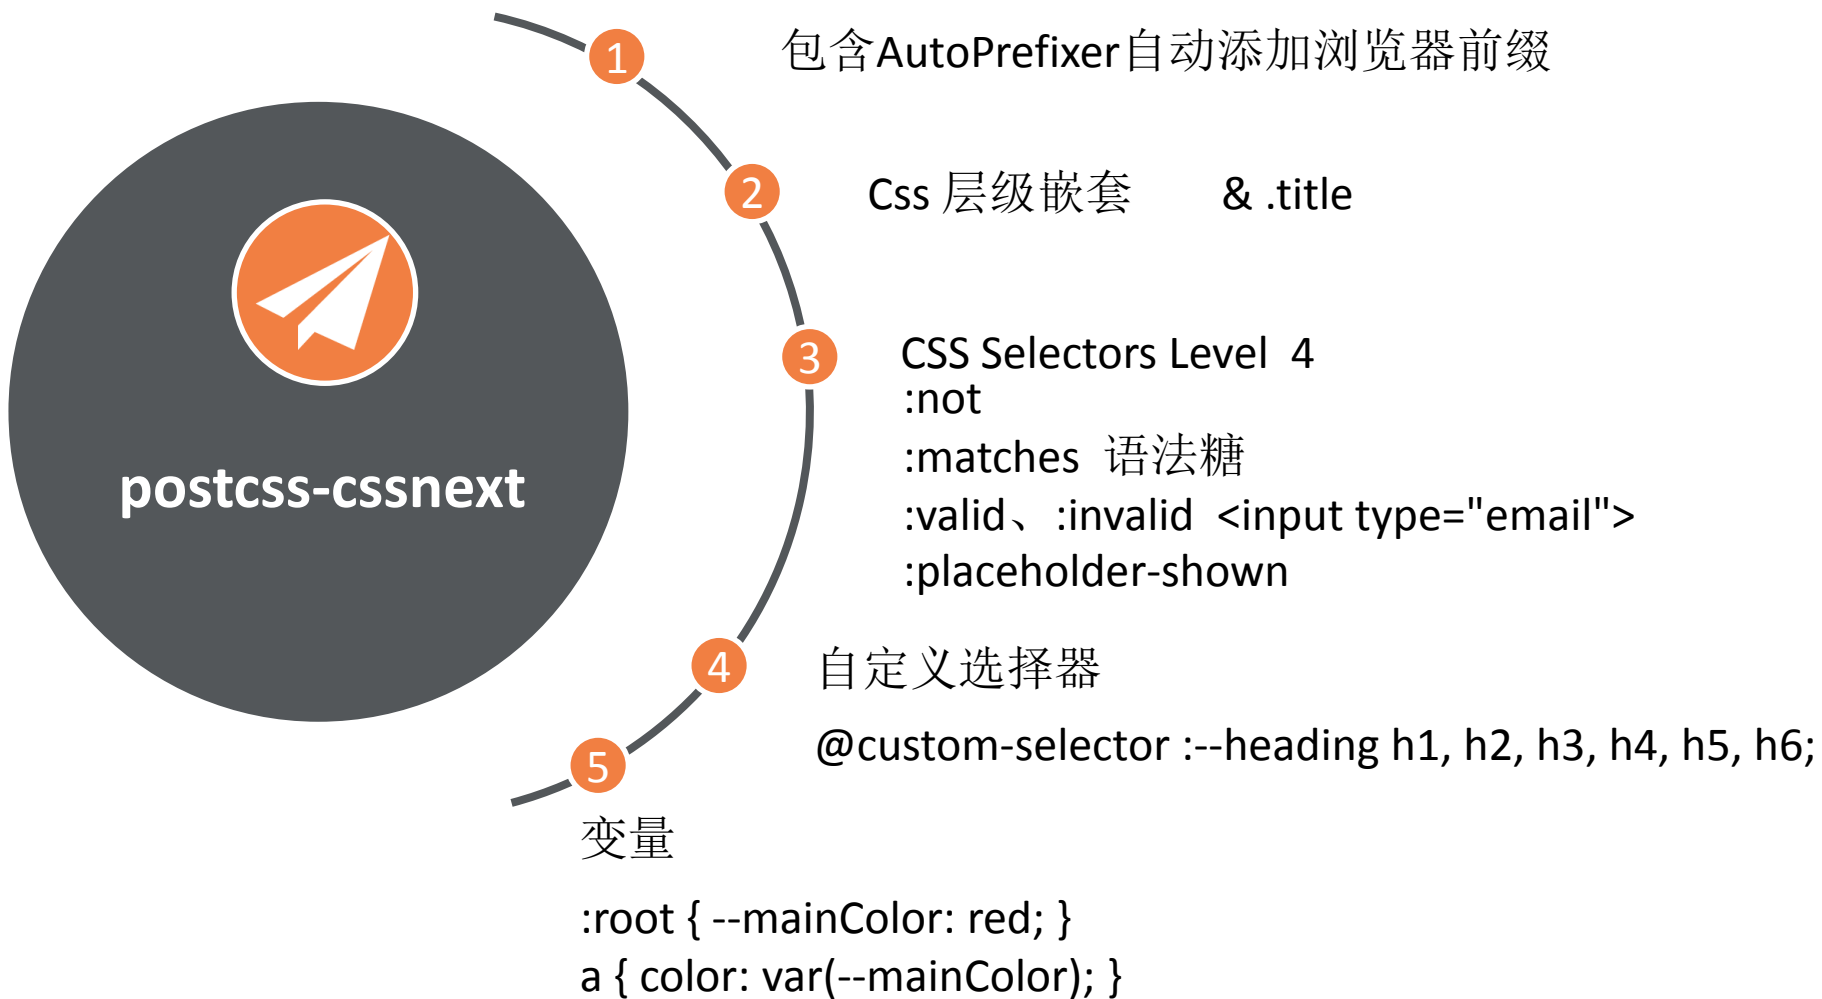 postcss-cssnext
1
包含AutoPrefixer自动添加浏览器前缀
2
Css 层级嵌套 & .title
3
CSS Selectors Level 4
:not
:matches 语法糖
:valid、:invalid <input type="email">
:placeholder-shown
4
自定义选择器
@custom-selector :--heading h1, h2, h3, h4, h5, h6;
5
变量
:root { --mainColor: red; }
a { color: var(--mainColor); }